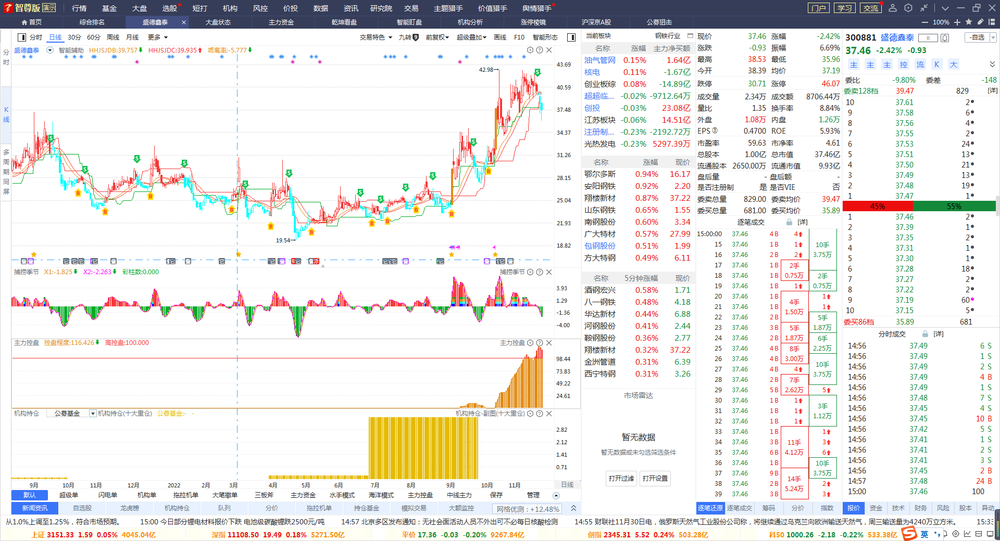 智尊版 演示 行情 基金 大盘 选股 短打 机构 风控 价投 数据 资讯 研究院 交易 主题猎手 价值猎手 舆情猎手 门户 学习 交流
首页 综合排名 盛德鑫泰 大盘状态 主力资金 乾坤看盘 智能盯盘 机构分析 涨停棱镜 沪深京A股 公募狙击 100%
分时 日线 30分 60分 周线 月线 更多 交易特色 九转 9 前复权 超级叠加 画线 F10 智能形态
盛德鑫泰 智能辅助 HHJSJDB:39.757 HHJSJDC:39.935 乖离率:-5.777
分时
K线
多周期同屏
43.69
40.59
37.48
34.37
31.26
28.15
25.04
21.93
18.82
42.98
19.54
捕捞季节 X1:-1.825 X2:-2.263 彩柱数:0.000 捕捞季节
3.93
1.29
-1.36
-4.00
主力控盘 控盘程度:116.426 高控盘:100.000 主力控盘
98.44
73.83
49.22
24.61
机构持仓 公募基金 机构持仓(十大重仓) 公募基金:- - 机构持仓-副图(十大重仓)
2.82
2.12
1.41
0.71
9月 10月 11月 12月 2022 2月 3月 4月 5月 6月 7月 8月 9月 10月 11月 日线
默认 超级单 闪电单 机构单 拖拉机单 大笔撤单 三板斧 主力资金 水手模式 海洋模式 主力控盘 中线主力 保存 管理
新闻资讯 自选股 龙虎榜 机构持仓 队列 分价 拖拉机单 持仓基金 模拟交易 大额监控 网格优测：+12.48%
当前板块 钢铁行业
名称 涨幅 主力净买额
油气管网 0.15% 1.64亿
核电 0.11% -1.67亿
创业板综 0.08% -14.89亿
超超临... -0.02% -9712.64万
创投 -0.03% 23.08亿
江苏板块 -0.06% 14.51亿
注册制... -0.23% -2192.72万
光热发电 -0.23% 5297.39万
名称 涨幅 现价
鄂尔多斯 0.94% 16.17
安阳钢铁 0.92% 2.20
翔楼新材 0.87% 37.22
山东钢铁 0.65% 1.55
南钢股份 0.60% 3.34
广大特材 0.57% 27.99
包钢股份 0.51% 1.99
方大特钢 0.49% 6.11
名称 5分钟涨幅 现价
酒钢宏兴 0.58% 1.71
八一钢铁 0.48% 4.18
华达新材 0.44% 6.88
河钢股份 0.41% 2.44
鞍钢股份 0.36% 2.77
翔楼新材 0.32% 37.22
金洲管道 0.31% 6.39
西宁特钢 0.31% 3.26
市场雷达
暂无数据
暂无数据或未勾选筛选条件
打开过滤 打开设置
现价 37.46 涨幅 -2.42%
涨跌 -0.93 振幅 6.69%
最高 38.53 最低 35.96
今开 38.39 均价 37.19
跌停 30.71 涨停 46.07
成交量 2.34万 成交额 8706.44万
量比 1.35 换手率 8.84%
外盘 1.08万 内盘 1.26万
EPS③ 0.4700 ROE 5.93%
市盈率 59.63 市净率 4.61
总股本 1.00亿 总市值 37.46亿
流通股本 2650.00万 流通市值 9.93亿
盘后量 - 盘后额 -
是否注册制 是 是否VIE 否
委卖总量 829.00 委卖均价 39.47
委买总量 681.00 委买均价 35.89
逐笔成交 [详]
15:00:00 37.46 4 B 4
15 37.46 1 B 1
16 37.46 2 B 2
17 37.46 1 B
18 37.46 1 B
19 37.46 1 B 1
20 37.46 1 B 1
21 37.46 1 B 1
22 37.46 2 B
23 37.46 3 B
24 37.46 2 B
25 37.46 4 B
26 37.46 4 B
27 37.46 4 B 4
28 37.46 2 B
29 37.46 5 B 5
30 37.46 1 B 1
31 37.46 1 B 1
32 37.46 1 B 1
33 37.46 1 B 1
34 37.46 3 B 3
35 37.46 6 B 6
36 37.46 1 B
37 37.46 9 B
38 37.46 2 B 2
39 37.46 3 B 3
2手
0.75万
4手
1.50万
5手
1.87万
8手
3.00万
7手
2.62万
11手
4.12万
14手
5.24万
10手
3.75万
2手
0.75万
5手
1.87万
6手
2.25万
10手
3.75万
3手
1.12万
10手
3.75万
逐笔还原 逐笔成交 筹码 分价 指数
300881 盛德鑫泰 R -自选
37.46 -2.42% -0.93
主 主 主 控 流 K 大
委比 -9.80% 委差 -148
委卖128档 39.47 829 [详]
10 37.61 2
9 37.58 6
8 37.56 4
7 37.55 2
6 37.53 24
5 37.51 13
4 37.50 21
3 37.49 13
2 37.48 19
1 37.47 1
45% 55%
1 37.46 2
2 37.39 1
3 37.35 2
4 37.31 1
5 37.30 1
6 37.28 18
7 37.27 2
8 37.22 2
9 37.19 60
10 37.15 5
委买86档 35.89 681
分时成交 [详]
14:56 37.49 6 S
14:56 37.49 1 S
14:56 37.49 2 S
14:56 37.49 4 B
14:56 37.49 1 S
14:56 37.48 7 S
14:56 37.45 4 S
14:56 37.45 10 B
14:56 37.42 5 S
14:56 37.41 1 S
14:56 37.41 2 S
14:56 37.41 3 S
14:56 37.45 2 B
14:57 37.48 24 B
15:00 37.46 100
报价 资金 技术 财务 风险 股本 异动
从1.0%上调至1.25%，符合市场预期。 15:00 今日部分锂电材料报价下跌 电池级碳酸锂跌2500元/吨 14:57 北京多区发布通知：无社会面活动人员不外出可不必每日核酸检测 14:55 财联社11月30日电，俄罗斯天然气工业股份公司称，将继续通过乌克兰向欧洲输送天然气，周三输送量为4240万立方米。 15:33
上证 3151.33 1.59 0.05% 4045.04亿 深指 11108.50 19.49 0.18% 5271.50亿 平价 17.36 -0.03 -0.20% 9267.84亿 创指 2345.31 5.52 0.24% 503.28亿 科50 1000.26 -2.18 -0.22% 533.38亿 英